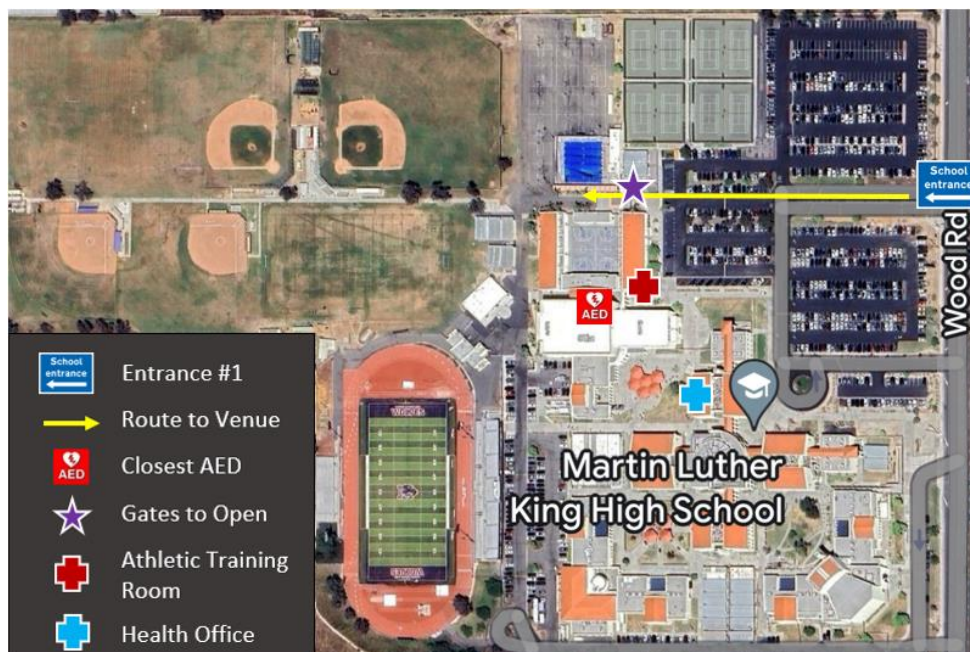 School
entrance
Wood Rd
AED
Martin Luther
King High School
WOLVES
School
entrance
Entrance #1
Route to Venue
AED
Closest AED
Gates to Open
Athletic Training
Room
Health Office